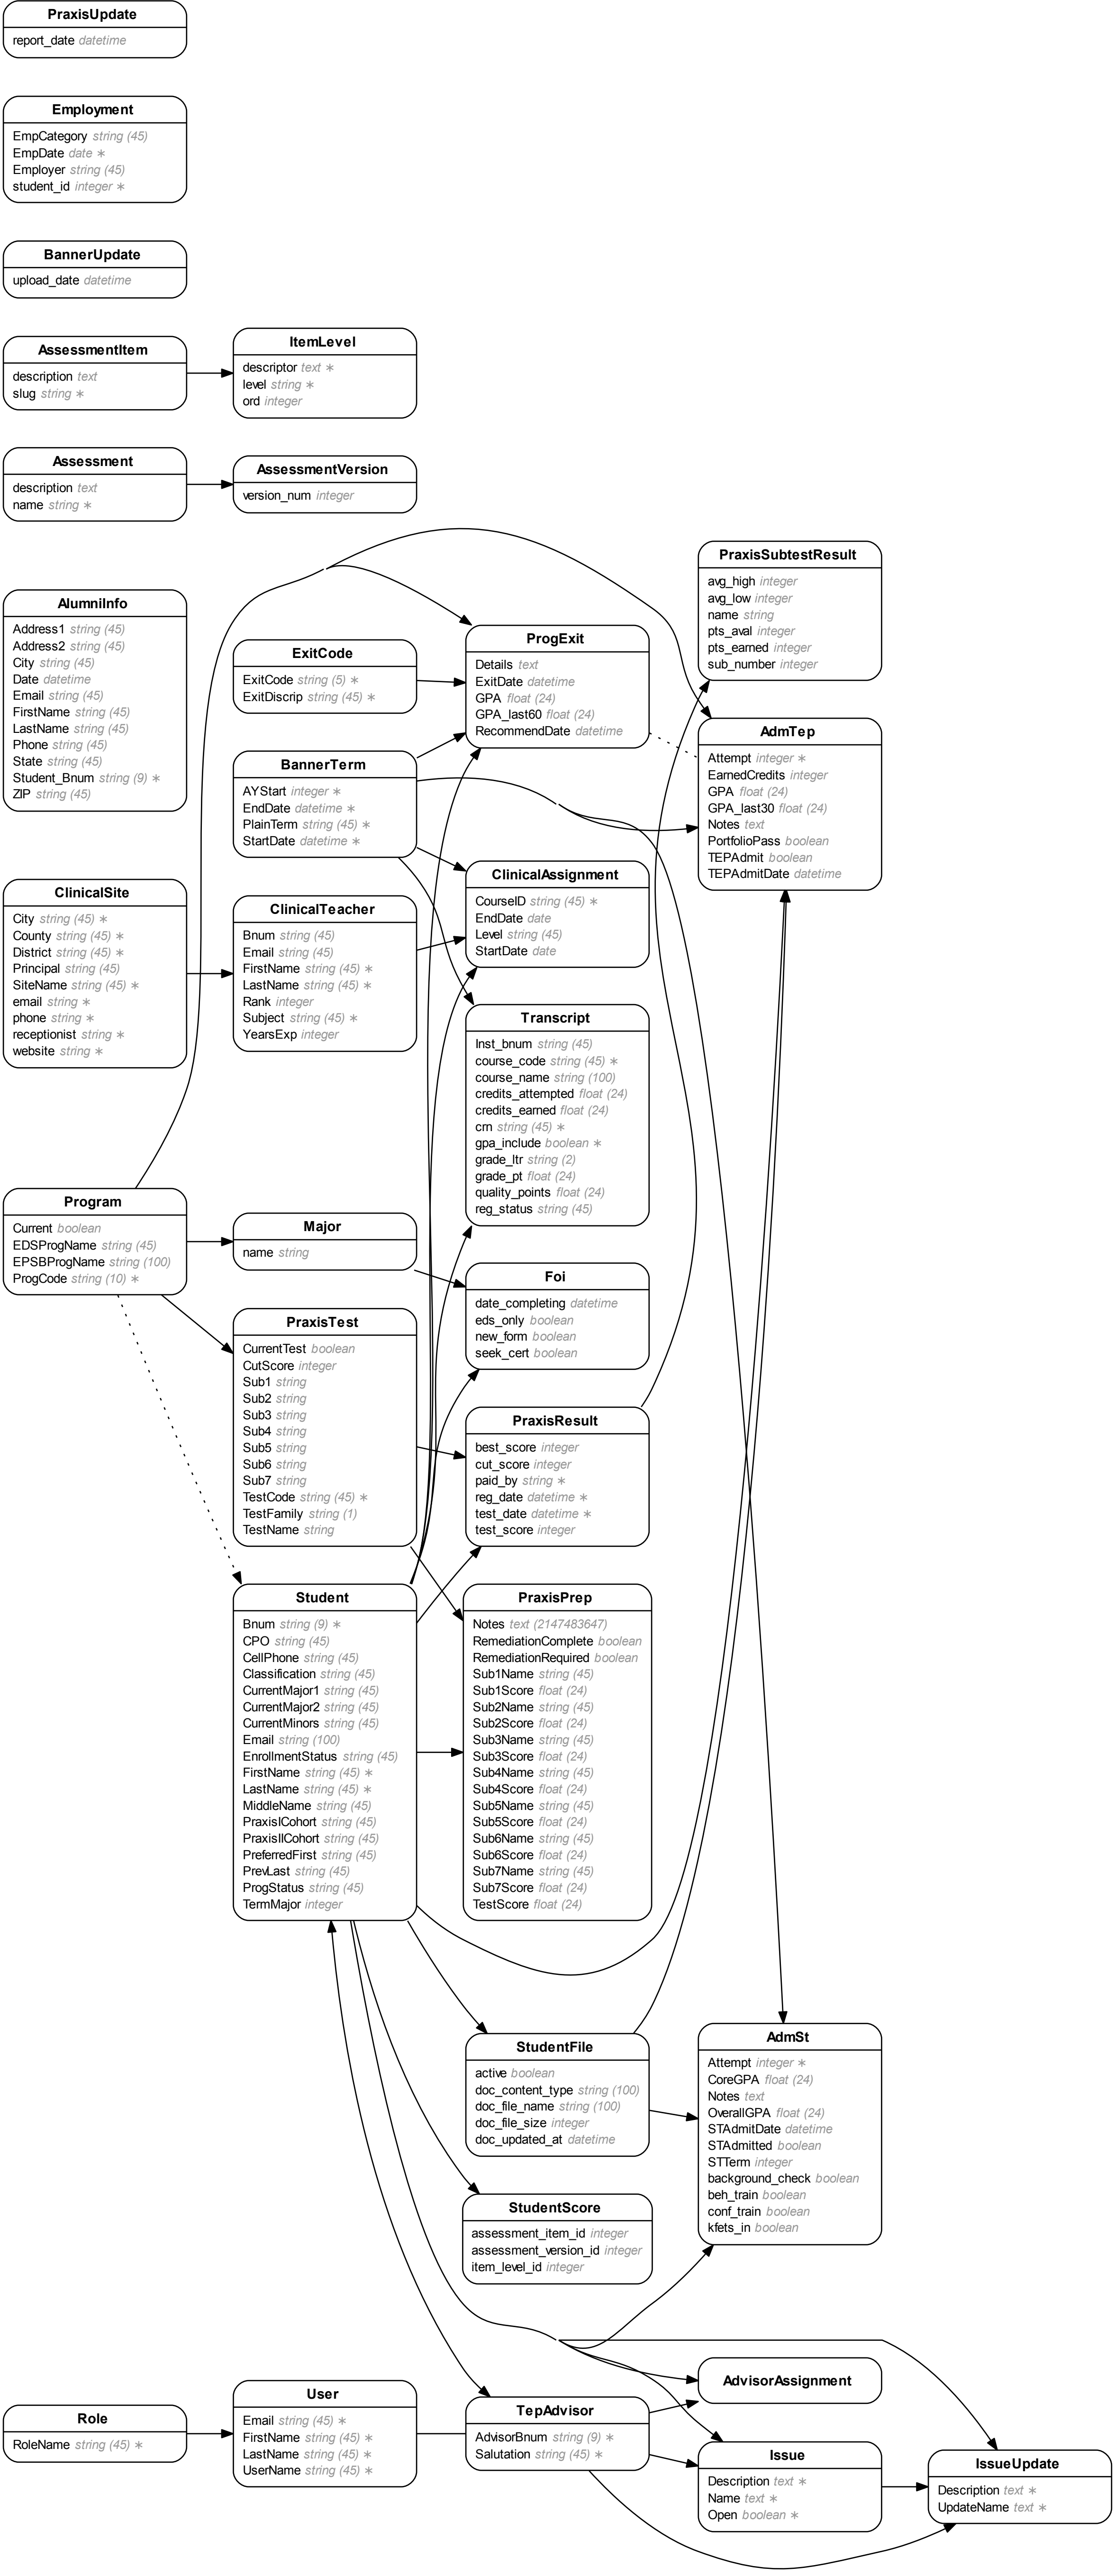 PraxisUpdate
report_date datetime
Employment
EmpCategory string (45)
EmpDate date ∗
Employer string (45)
student_id integer ∗
BannerUpdate
upload_date datetime
AssessmentItem
description text
slug string ∗
ItemLevel
descriptor text ∗
level string ∗
ord integer
Assessment
description text
name string ∗
AssessmentVersion
version_num integer
PraxisSubtestResult
avg_high integer
avg_low integer
name string
pts_aval integer
pts_earned integer
sub_number integer
AlumniInfo
Address1 string (45)
Address2 string (45)
City string (45)
Date datetime
Email string (45)
FirstName string (45)
LastName string (45)
Phone string (45)
State string (45)
Student_Bnum string (9) ∗
ZIP string (45)
ExitCode
ExitCode string (5) ∗
ExitDiscrip string (45) ∗
ProgExit
Details text
ExitDate datetime
GPA float (24)
GPA_last60 float (24)
RecommendDate datetime
AdmTep
Attempt integer ∗
EarnedCredits integer
GPA float (24)
GPA_last30 float (24)
Notes text
PortfolioPass boolean
TEPAdmit boolean
TEPAdmitDate datetime
BannerTerm
AYStart integer ∗
EndDate datetime ∗
PlainTerm string (45) ∗
StartDate datetime ∗
ClinicalAssignment
CourseID string (45) ∗
EndDate date
Level string (45)
StartDate date
ClinicalSite
City string (45) ∗
County string (45) ∗
District string (45) ∗
Principal string (45)
SiteName string (45) ∗
email string ∗
phone string ∗
receptionist string ∗
website string ∗
ClinicalTeacher
Bnum string (45)
Email string (45)
FirstName string (45) ∗
LastName string (45) ∗
Rank integer
Subject string (45) ∗
YearsExp integer
Transcript
Inst_bnum string (45)
course_code string (45) ∗
course_name string (100)
credits_attempted float (24)
credits_earned float (24)
crn string (45) ∗
gpa_include boolean ∗
grade_ltr string (2)
grade_pt float (24)
quality_points float (24)
reg_status string (45)
Program
Current boolean
EDSProgName string (45)
EPSBProgName string (100)
ProgCode string (10) ∗
Major
name string
Foi
date_completing datetime
eds_only boolean
new_form boolean
seek_cert boolean
PraxisTest
CurrentTest boolean
CutScore integer
Sub1 string
Sub2 string
Sub3 string
Sub4 string
Sub5 string
Sub6 string
Sub7 string
TestCode string (45) ∗
TestFamily string (1)
TestName string
PraxisResult
best_score integer
cut_score integer
paid_by string ∗
reg_date datetime ∗
test_date datetime ∗
test_score integer
Student
Bnum string (9) ∗
CPO string (45)
CellPhone string (45)
Classification string (45)
CurrentMajor1 string (45)
CurrentMajor2 string (45)
CurrentMinors string (45)
Email string (100)
EnrollmentStatus string (45)
FirstName string (45) ∗
LastName string (45) ∗
MiddleName string (45)
PraxisICohort string (45)
PraxisIICohort string (45)
PreferredFirst string (45)
PrevLast string (45)
ProgStatus string (45)
TermMajor integer
PraxisPrep
Notes text (2147483647)
RemediationComplete boolean
RemediationRequired boolean
Sub1Name string (45)
Sub1Score float (24)
Sub2Name string (45)
Sub2Score float (24)
Sub3Name string (45)
Sub3Score float (24)
Sub4Name string (45)
Sub4Score float (24)
Sub5Name string (45)
Sub5Score float (24)
Sub6Name string (45)
Sub6Score float (24)
Sub7Name string (45)
Sub7Score float (24)
TestScore float (24)
StudentFile
active boolean
doc_content_type string (100)
doc_file_name string (100)
doc_file_size integer
doc_updated_at datetime
AdmSt
Attempt integer ∗
CoreGPA float (24)
Notes text
OverallGPA float (24)
STAdmitDate datetime
STAdmitted boolean
STTerm integer
background_check boolean
beh_train boolean
conf_train boolean
kfets_in boolean
StudentScore
assessment_item_id integer
assessment_version_id integer
item_level_id integer
AdvisorAssignment
Role
RoleName string (45) ∗
User
Email string (45) ∗
FirstName string (45) ∗
LastName string (45) ∗
UserName string (45) ∗
TepAdvisor
AdvisorBnum string (9) ∗
Salutation string (45) ∗
Issue
Description text ∗
Name text ∗
Open boolean ∗
IssueUpdate
Description text ∗
UpdateName text ∗